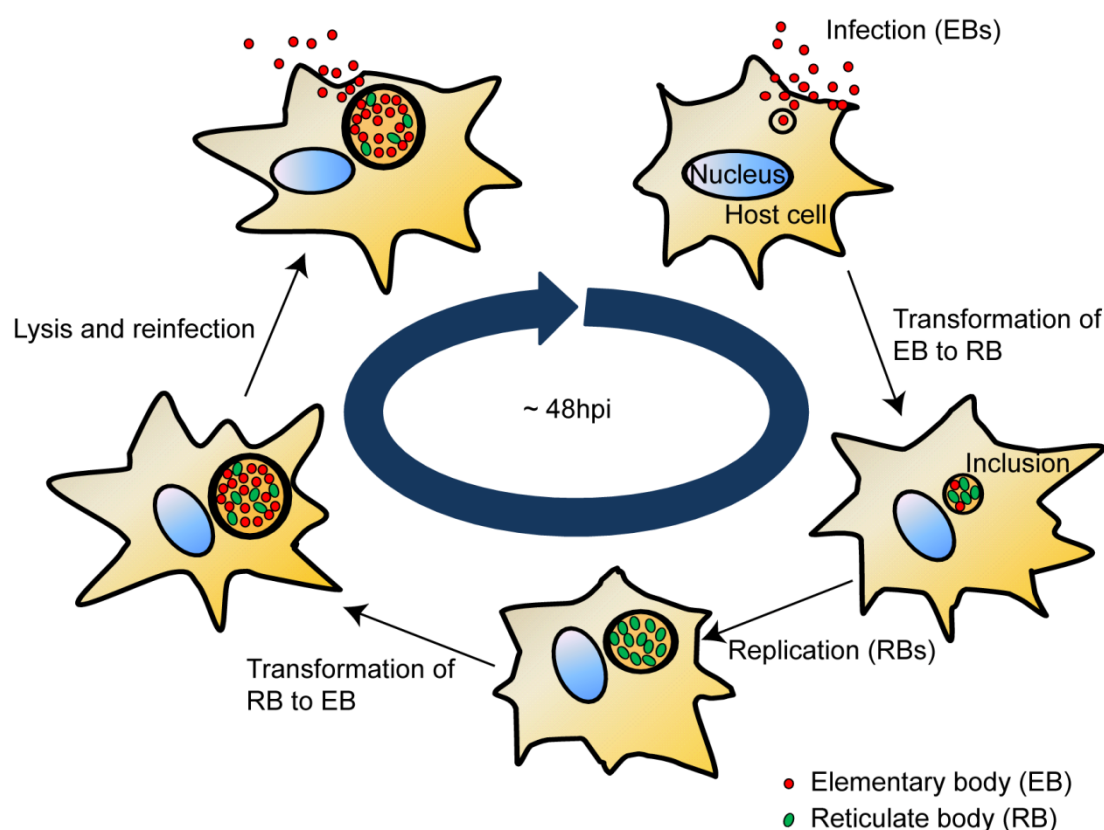 Infection (EBs)
Nucleus
Host cell
Transformation of
EB to RB
Inclusion
Replication (RBs)
Transformation of
RB to EB
Lysis and reinfection
~ 48hpi
Elementary body (EB)
Reticulate body (RB)